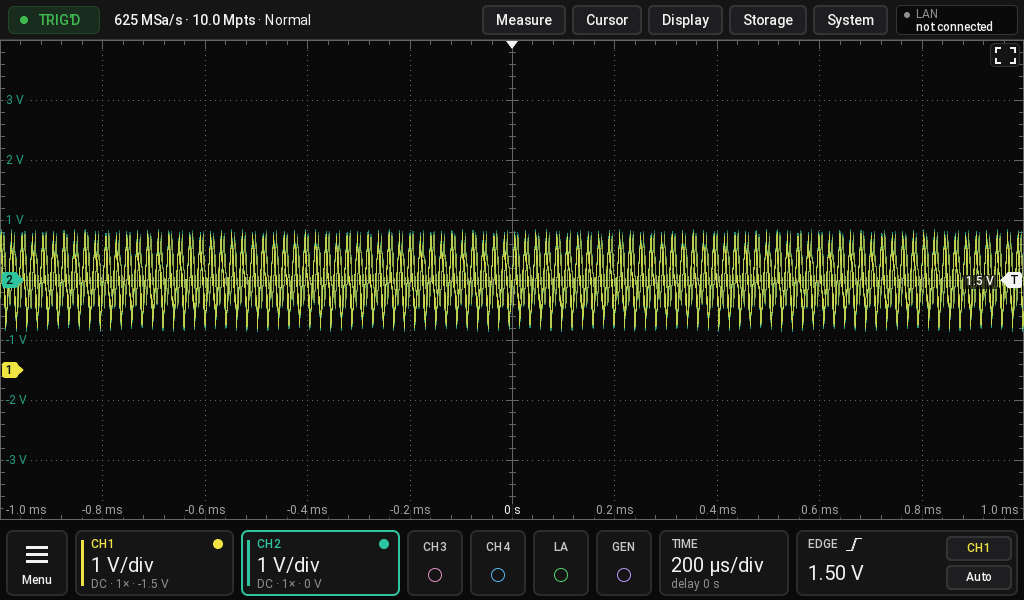 TRIG'D
625 MSa/s · 10.0 Mpts · Normal
Measure
Cursor
Display
Storage
System
LAN
not connected
3 V
2 V
1 V
2
1.5 V
T
-1 V
1
-2 V
-3 V
-1.0 ms
-0.8 ms
-0.6 ms
-0.4 ms
-0.2 ms
0 s
0.2 ms
0.4 ms
0.6 ms
0.8 ms
1.0 ms
Menu
CH1
1 V/div
DC · 1× · -1.5 V
CH2
1 V/div
DC · 1× · 0 V
CH3
CH4
LA
GEN
TIME
200 µs/div
delay 0 s
EDGE
1.50 V
CH1
Auto